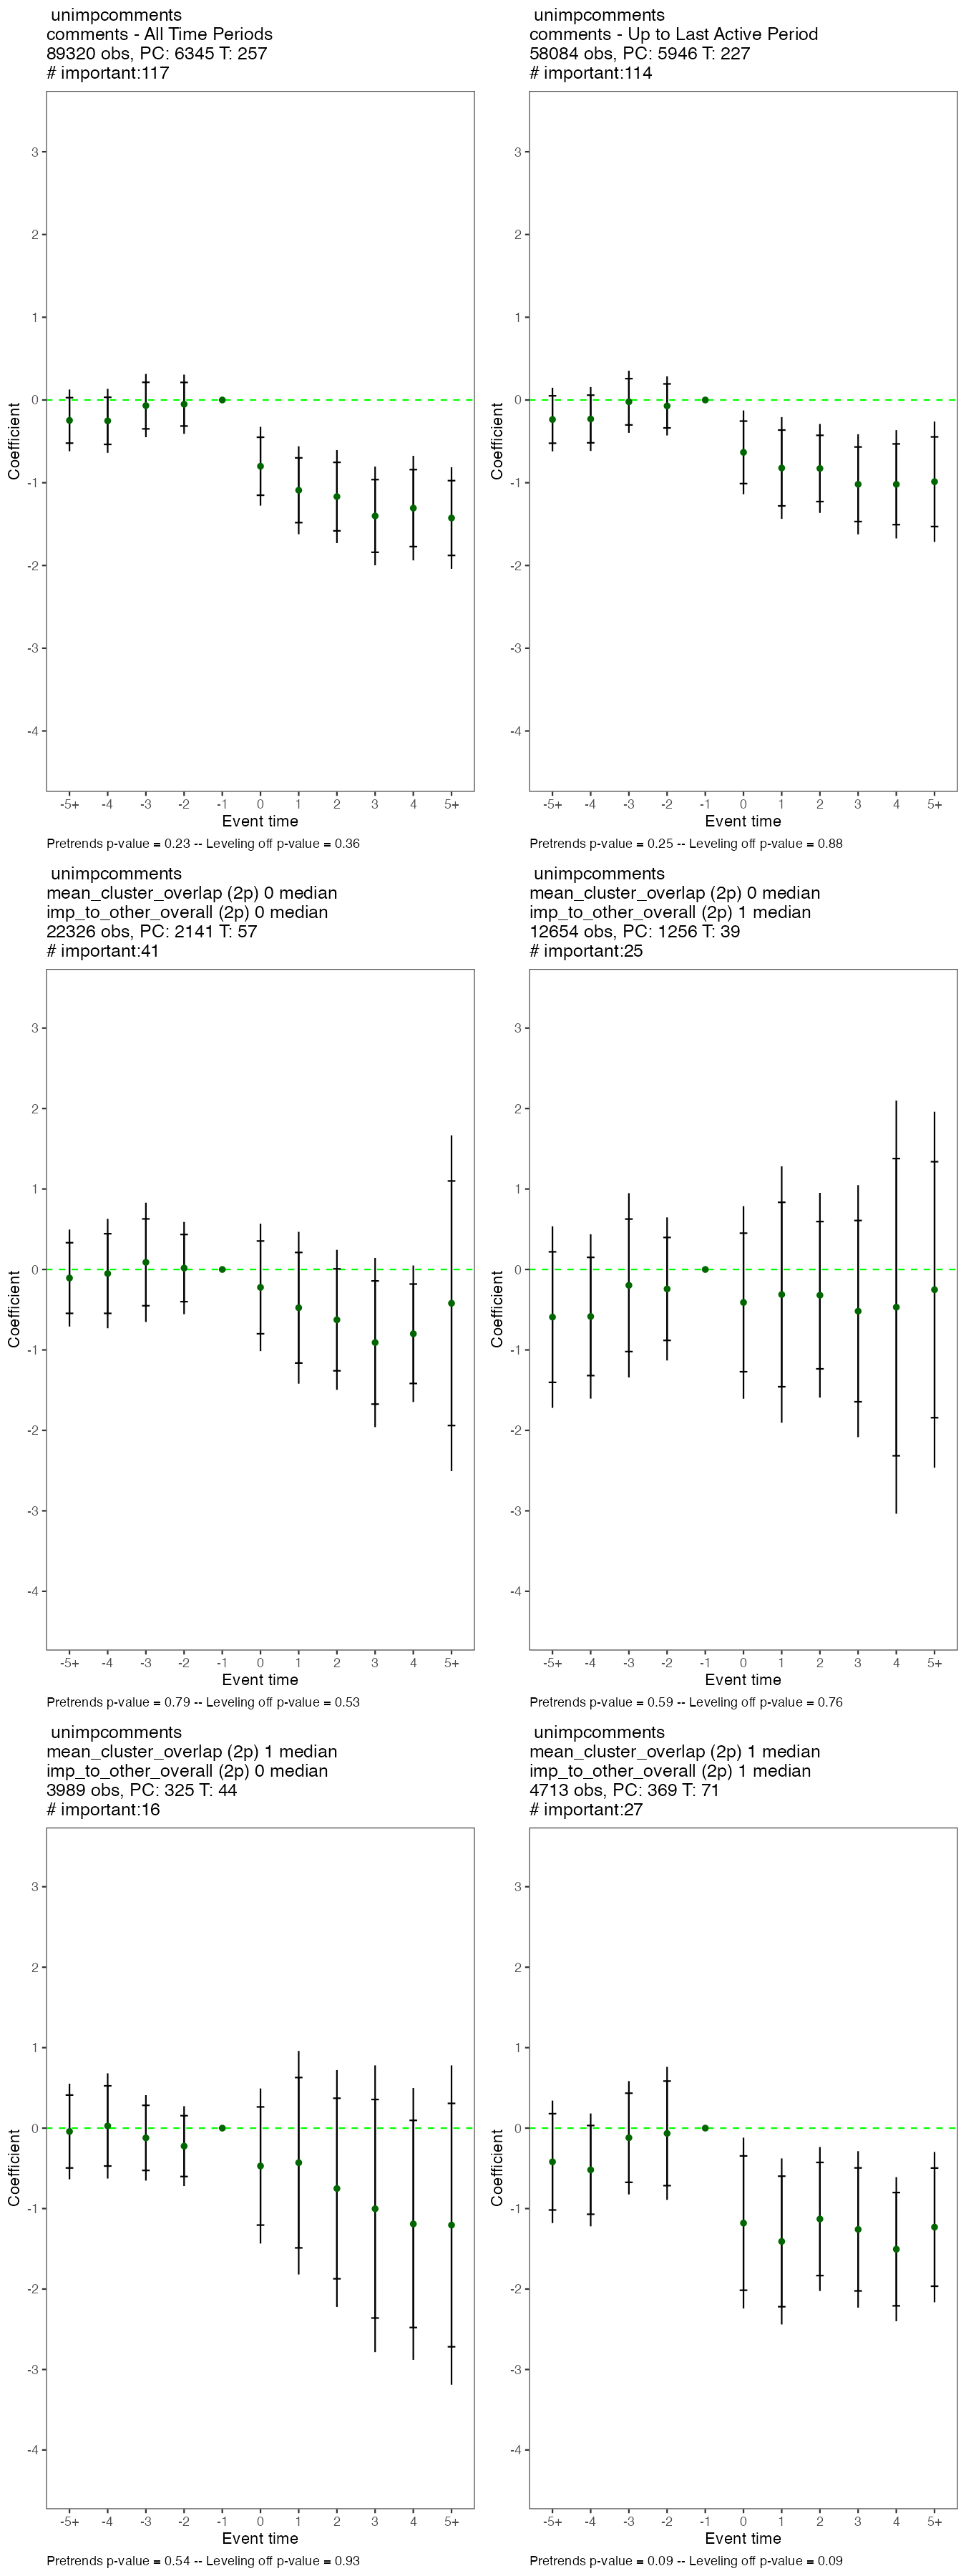 unimpcomments
comments - All Time Periods
89320 obs, PC: 6345 T: 257
# important:117
3
2
1
0
-1
-2
-3
-4
Coefficient
-5+ -4 -3 -2 -1 0 1 2 3 4 5+
Event time
Pretrends p-value = 0.23 -- Leveling off p-value = 0.36
unimpcomments
comments - Up to Last Active Period
58084 obs, PC: 5946 T: 227
# important:114
3
2
1
0
-1
-2
-3
-4
Coefficient
-5+ -4 -3 -2 -1 0 1 2 3 4 5+
Event time
Pretrends p-value = 0.25 -- Leveling off p-value = 0.88
unimpcomments
mean_cluster_overlap (2p) 0 median
imp_to_other_overall (2p) 0 median
22326 obs, PC: 2141 T: 57
# important:41
3
2
1
0
-1
-2
-3
-4
Coefficient
-5+ -4 -3 -2 -1 0 1 2 3 4 5+
Event time
Pretrends p-value = 0.79 -- Leveling off p-value = 0.53
unimpcomments
mean_cluster_overlap (2p) 0 median
imp_to_other_overall (2p) 1 median
12654 obs, PC: 1256 T: 39
# important:25
3
2
1
0
-1
-2
-3
-4
Coefficient
-5+ -4 -3 -2 -1 0 1 2 3 4 5+
Event time
Pretrends p-value = 0.59 -- Leveling off p-value = 0.76
unimpcomments
mean_cluster_overlap (2p) 1 median
imp_to_other_overall (2p) 0 median
3989 obs, PC: 325 T: 44
# important:16
3
2
1
0
-1
-2
-3
-4
Coefficient
-5+ -4 -3 -2 -1 0 1 2 3 4 5+
Event time
Pretrends p-value = 0.54 -- Leveling off p-value = 0.93
unimpcomments
mean_cluster_overlap (2p) 1 median
imp_to_other_overall (2p) 1 median
4713 obs, PC: 369 T: 71
# important:27
3
2
1
0
-1
-2
-3
-4
Coefficient
-5+ -4 -3 -2 -1 0 1 2 3 4 5+
Event time
Pretrends p-value = 0.09 -- Leveling off p-value = 0.09